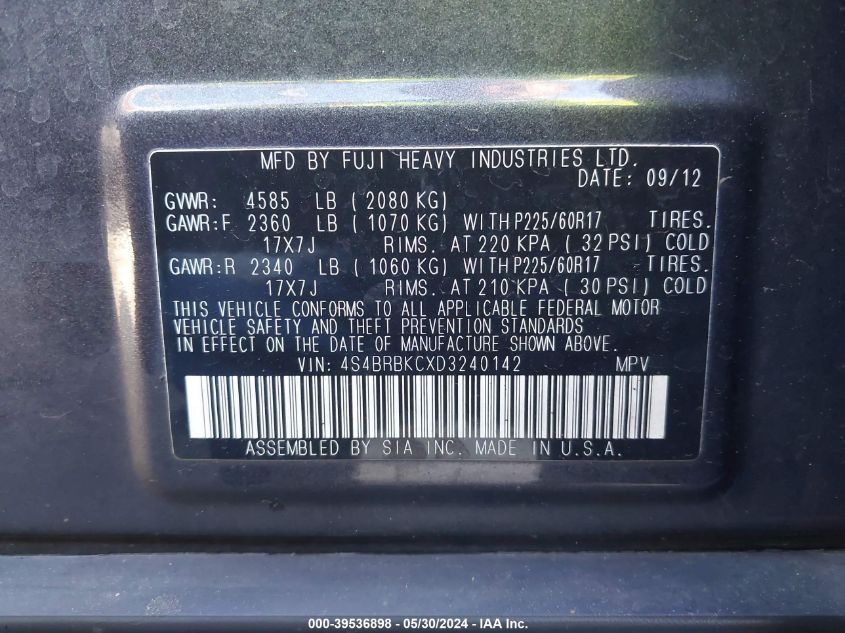 MFD BY FUJI HEAVY INDUSTRIES LTD.
DATE: 09/12
GVWR: 4585 LB ( 2080 KG)
GAWR:F 2360 LB ( 1070 KG) WITH P225/60R17 TIRES.
17X7J RIMS. AT 220 KPA ( 32 PSI) COLD
GAWR:R 2340 LB ( 1060 KG) WITH P225/60R17 TIRES.
17X7J RIMS. AT 210 KPA ( 30 PSI) COLD
THIS VEHICLE CONFORMS TO ALL APPLICABLE FEDERAL MOTOR
VEHICLE SAFETY AND THEFT PREVENTION STANDARDS
IN EFFECT ON THE DATE OF MANUFACTURE SHOWN ABOVE.
VIN: 4S4BRBKCXD3240142 MPV
ASSEMBLED BY SIA INC. MADE IN U.S.A.
000-39536898 - 05/30/2024 - IAA Inc.